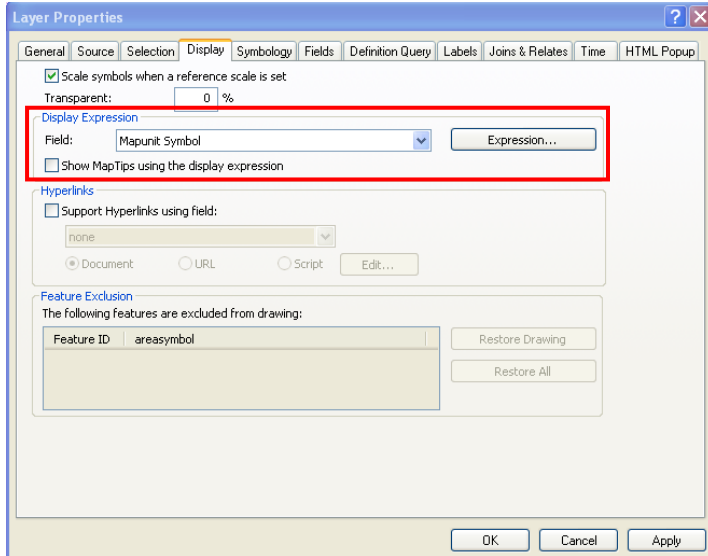 Layer Properties
General Source Selection Display Symbology Fields Definition Query Labels Joins & Relates Time HTML Popup
Scale symbols when a reference scale is set
Transparent: 0 %
Display Expression
Field: Mapunit Symbol Expression...
Show MapTips using the display expression
Hyperlinks
Support Hyperlinks using field:
none
Document URL Script Edit...
Feature Exclusion
The following features are excluded from drawing:
Feature ID areasymbol Restore Drawing
Restore All
OK Cancel Apply